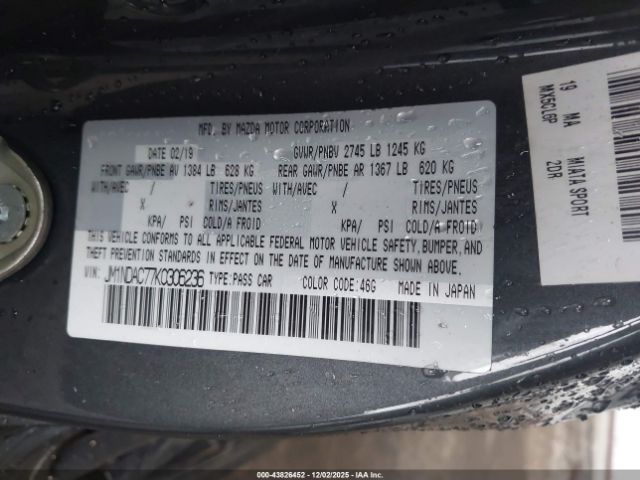 MFD. BY MAZDA MOTOR CORPORATION
DATE 02/19 GVWR/PNBV 2745 LB 1245 KG
FRONT GAWR/PNBE AV 1384 LB 628 KG REAR GAWR/PNBE AR 1367 LB 620 KG
WITH/AVEC / TIRES/PNEUS WITH/AVEC / TIRES/PNEUS
X RIMS/JANTES X RIMS/JANTES
KPA/ PSI COLD/A FROID KPA/ PSI COLD/A FROID
THIS VEHICLE CONFORMS TO ALL APPLICABLE FEDERAL MOTOR VEHICLE SAFETY, BUMPER, AND
THEFT PREVENTION STANDARDS IN EFFECT ON THE DATE OF MANUFACTURE SHOWN ABOVE.
VIN: JM1NDAC77K0306236 TYPE: PASS CAR COLOR CODE: 46G MADE IN JAPAN
19 MA MIATA SPORT
MX5CL6P 2DR
000-43826452 - 12/02/2025 - Copyright © IAA, Inc.